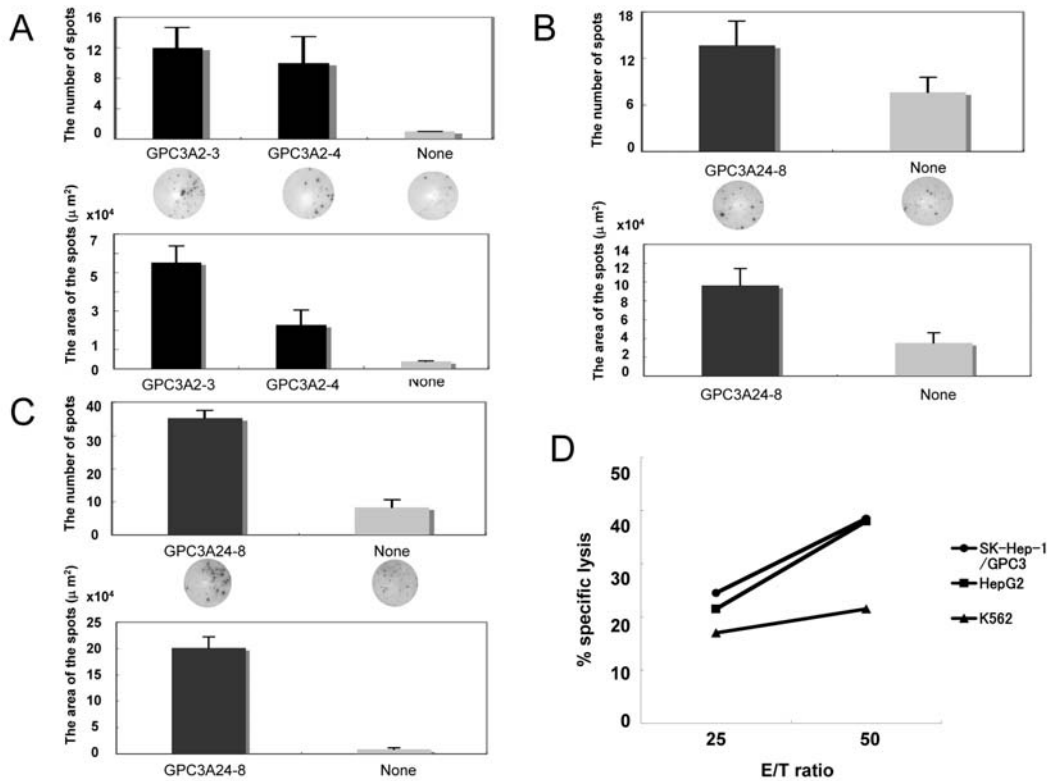 A
The number of spots
16
12
8
4
0
GPC3A2-3
GPC3A2-4
None
The area of the spots (μ m²)
x10⁴
7
5
3
1
0
GPC3A2-3
GPC3A2-4
None
B
The number of spots
18
12
6
0
GPC3A24-8
None
The area of the spots (μ m²)
x10⁴
14
12
10
8
6
4
2
0
GPC3A24-8
None
C
The number of spots
40
30
20
10
0
GPC3A24-8
None
The area of the spots (μ m²)
x10⁴
25
20
15
10
5
0
GPC3A24-8
None
D
% specific lysis
50
40
30
20
10
0
25
50
E/T ratio
SK-Hep-1
/GPC3
HepG2
K562